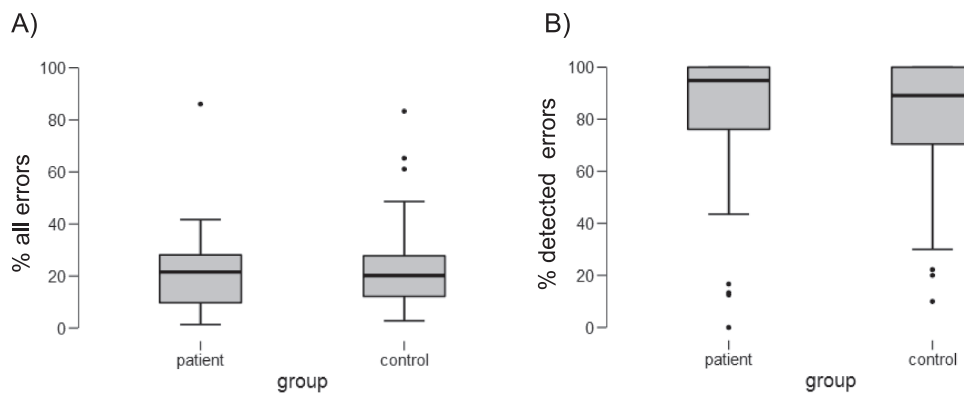 A)
% all errors
100
80
60
40
20
0
patient
control
group
B)
% detected errors
100
80
60
40
20
0
patient
control
group